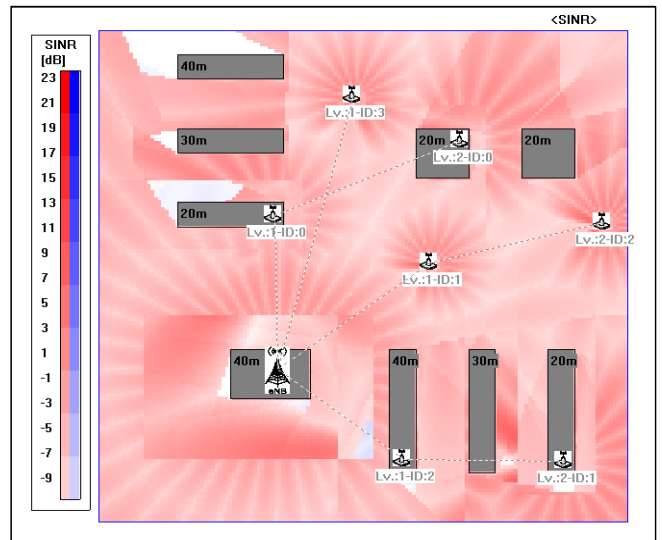 <SINR>
SINR
[dB]
23
21
19
17
15
13
11
9
7
5
3
1
-1
-3
-5
-7
-9
40m
Lv.:1-ID:3
30m
20m
Lv.:2-ID:0
20m
20m
Lv.:1-ID:0
Lv.:2-ID:2
Lv.:1-ID:1
40m
eNB
40m
30m
20m
Lv.:1-ID:2
Lv.:2-ID:1